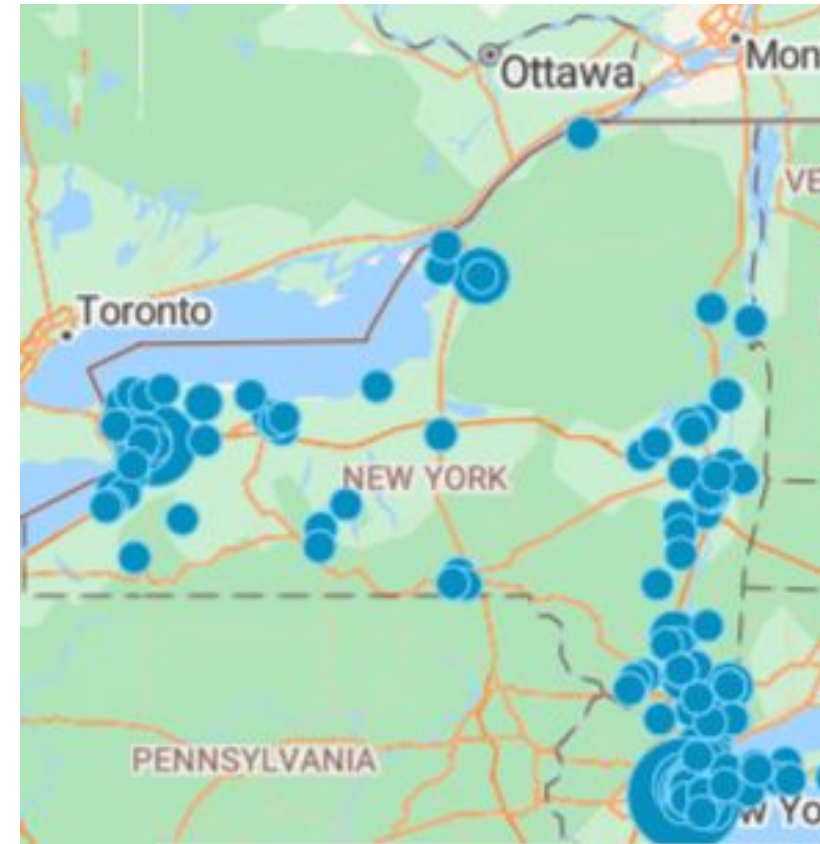 Ottawa
Mon
VE
Toronto
NEW YORK
PENNSYLVANIA
w Yo